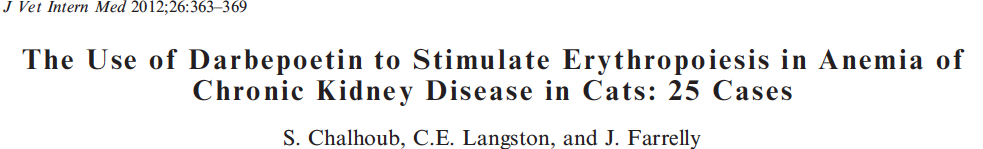 J Vet Intern Med 2012;26:363–369
The Use of Darbepoetin to Stimulate Erythropoiesis in Anemia of
Chronic Kidney Disease in Cats: 25 Cases
S. Chalhoub, C.E. Langston, and J. Farrelly